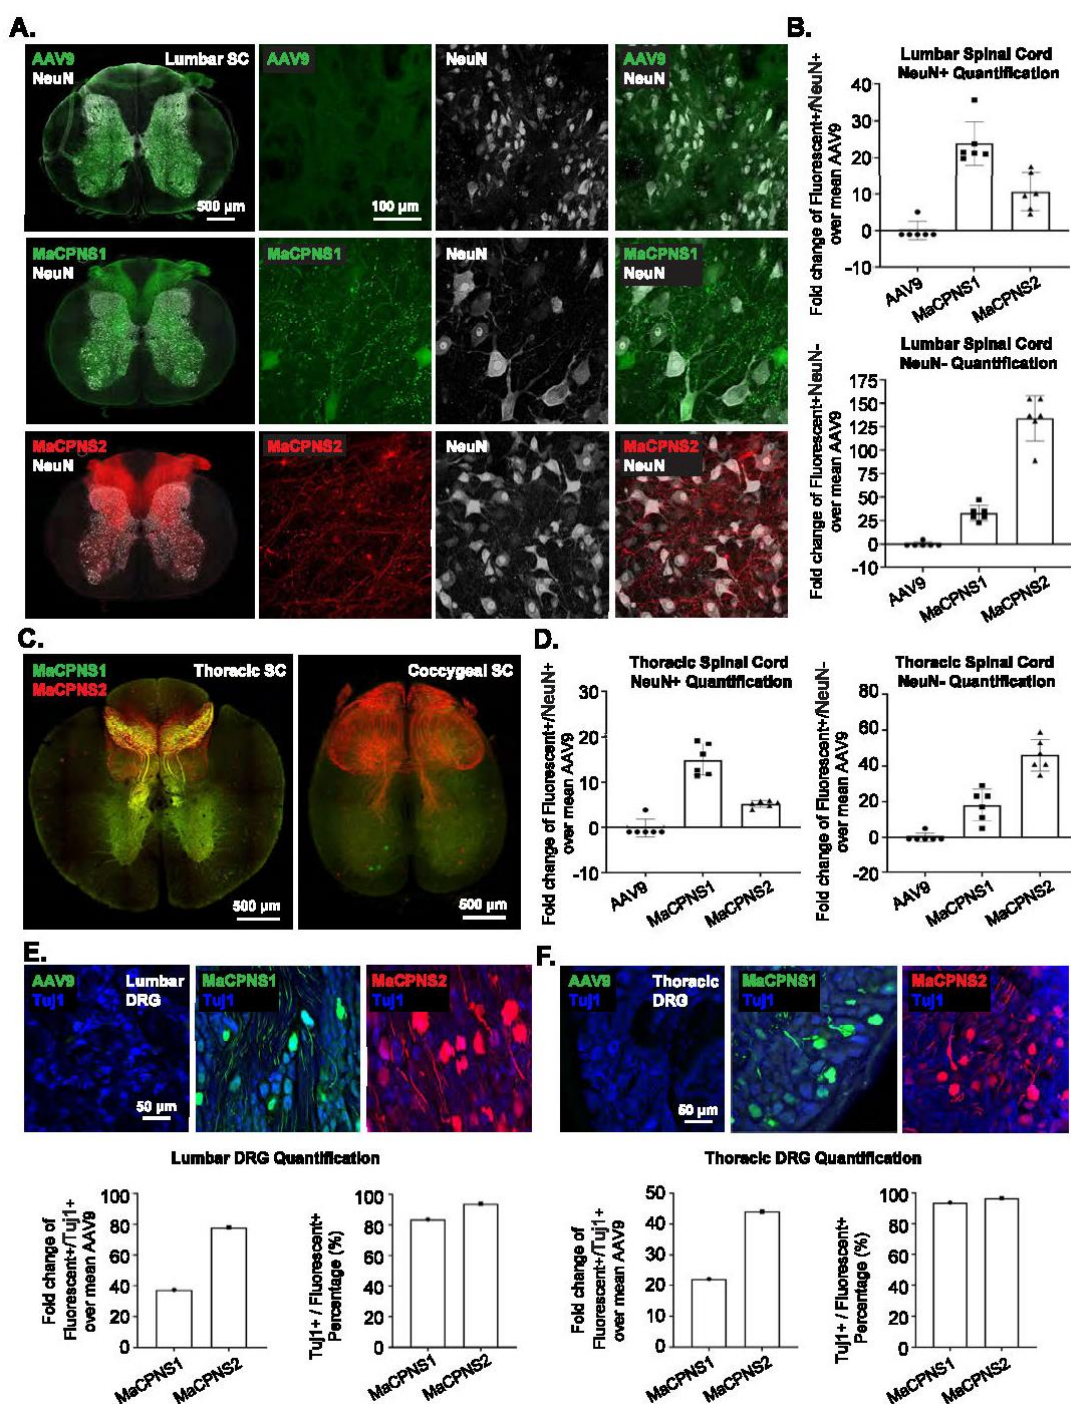 A.
AAV9
NeuN
Lumbar SC
500 µm
AAV9
100 µm
NeuN
AAV9
NeuN
MaCPNS1
NeuN
MaCPNS1
NeuN
MaCPNS1
NeuN
MaCPNS2
NeuN
MaCPNS2
NeuN
MaCPNS2
NeuN
B.
Lumbar Spinal Cord
NeuN+ Quantification
Fold change of Fluorescent+/NeuN+
over mean AAV9
40
30
20
10
0
-10
AAV9
MaCPNS1
MaCPNS2
Lumbar Spinal Cord
NeuN- Quantification
Fold change of Fluorescent+NeuN-
over mean AAV9
175
150
125
100
75
50
25
0
-10
AAV9
MaCPNS1
MaCPNS2
C.
MaCPNS1
MaCPNS2
Thoracic SC
500 µm
Coccygeal SC
500 µm
D.
Thoracic Spinal Cord
NeuN+ Quantification
Fold change of Fluorescent+/NeuN+
over mean AAV9
30
20
10
0
-10
AAV9
MaCPNS1
MaCPNS2
Thoracic Spinal Cord
NeuN- Quantification
Fold change of Fluorescent+/NeuN-
over mean AAV9
80
60
40
20
0
-20
AAV9
MaCPNS1
MaCPNS2
E.
AAV9
Tuj1
Lumbar
DRG
50 µm
MaCPNS1
Tuj1
MaCPNS2
Tuj1
Lumbar DRG Quantification
Fold change of
Fluorescent+/Tuj1+
over mean AAV9
100
80
60
40
20
0
MaCPNS1
MaCPNS2
Tuj1+ / Fluorescent+
Percentage (%)
100
80
60
40
20
0
MaCPNS1
MaCPNS2
F.
AAV9
Tuj1
Thoracic
DRG
50 µm
MaCPNS1
Tuj1
MaCPNS2
Tuj1
Thoracic DRG Quantification
Fold change of
Fluorescent+/Tuj1+
over mean AAV9
50
40
30
20
10
0
MaCPNS1
MaCPNS2
Tuj1+ / Fluorescent+
Percentage (%)
100
80
60
40
20
0
MaCPNS1
MaCPNS2